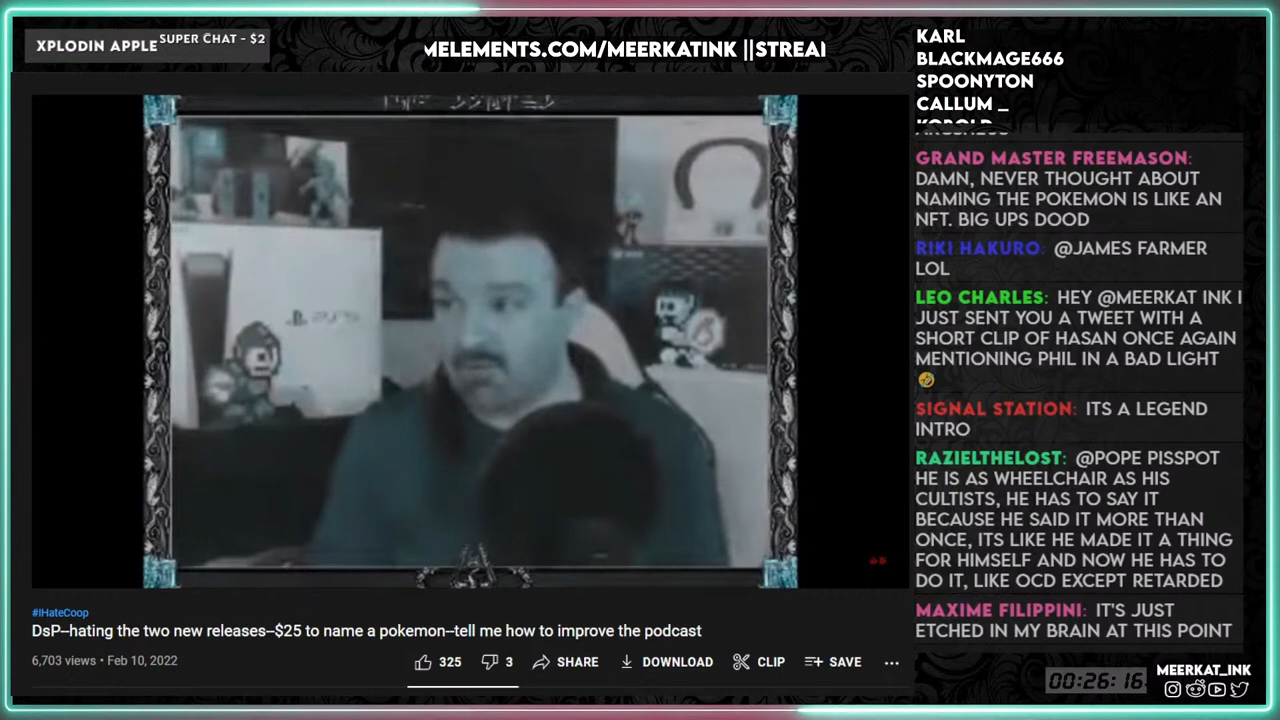 XPLODIN APPLE
SUPER CHAT - $2
MELEMENTS.COM/MEERKATINK ||STREAM
KARL
BLACKMAGE666
SPOONYTON
CALLUM _
KOBOLD
GRAND MASTER FREEMASON:
DAMN, NEVER THOUGHT ABOUT
NAMING THE POKEMON IS LIKE AN
NFT. BIG UPS DOOD
RIKI HAKURO: @JAMES FARMER
LOL
LEO CHARLES: HEY @MEERKAT INK I
JUST SENT YOU A TWEET WITH A
SHORT CLIP OF HASAN ONCE AGAIN
MENTIONING PHIL IN A BAD LIGHT
🤣
SIGNAL STATION: ITS A LEGEND
INTRO
RAZIELTHELOST: @POPE PISSPOT
HE IS AS WHEELCHAIR AS HIS
CULTISTS, HE HAS TO SAY IT
BECAUSE HE SAID IT MORE THAN
ONCE, ITS LIKE HE MADE IT A THING
FOR HIMSELF AND NOW HE HAS TO
DO IT, LIKE OCD EXCEPT RETARDED
MAXIME FILIPPINI: IT'S JUST
ETCHED IN MY BRAIN AT THIS POINT
PS5
#IHateCoop
DsP--hating the two new releases--$25 to name a pokemon--tell me how to improve the podcast
6,703 views • Feb 10, 2022
325
3
SHARE
DOWNLOAD
CLIP
SAVE
00:26:16
MEERKAT_INK